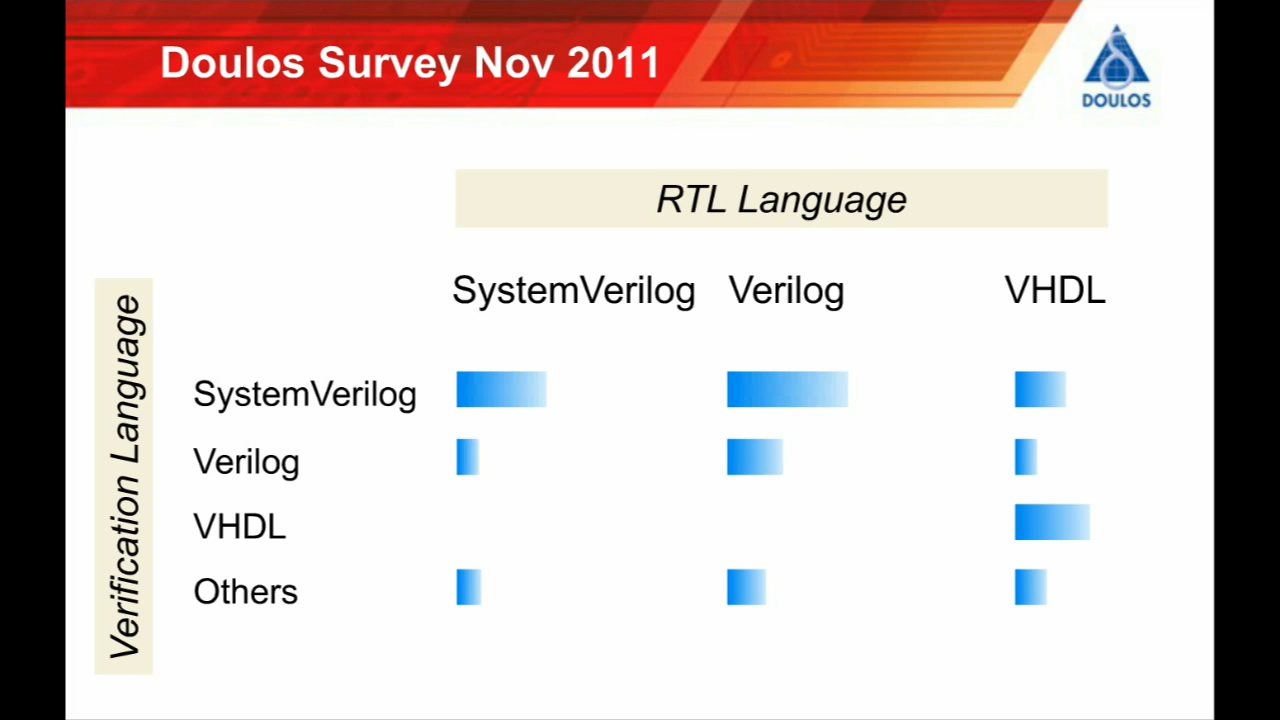 Doulos Survey Nov 2011
DOULOS
RTL Language
SystemVerilog Verilog VHDL
Verification Language
SystemVerilog
Verilog
VHDL
Others